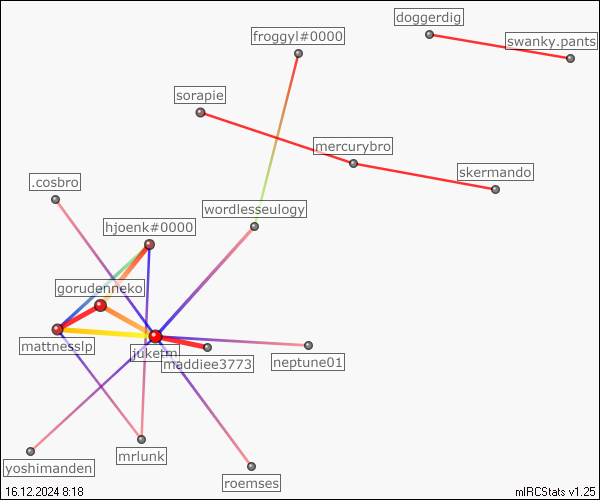 doggerdig
froggyl#0000
swanky.pants
sorapie
mercurybro
skermando
.cosbro
wordlesseulogy
hjoenk#0000
gorudenneko
mattnesslp
jukefm
maddiee3773
neptune01
mrlunk
yoshimanden
roemses
16.12.2024 8:18
mIRCStats v1.25